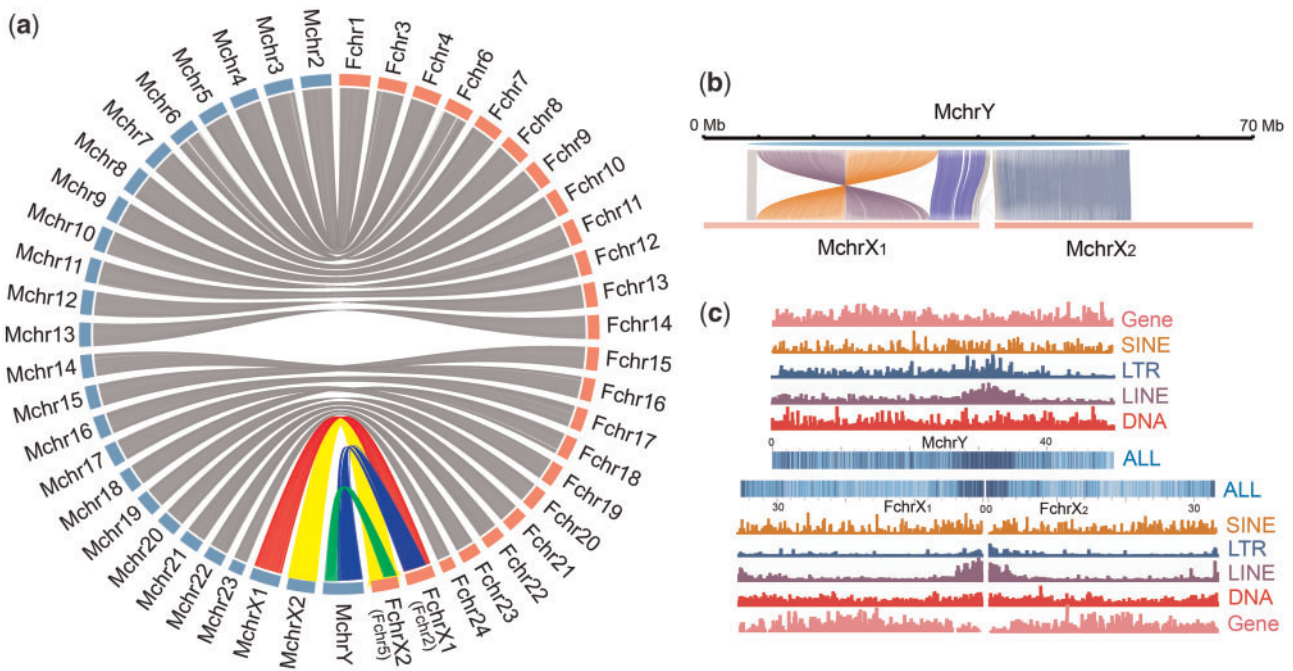 (a)
Mchr2
Mchr3
Mchr4
Mchr5
Mchr6
Mchr7
Mchr8
Mchr9
Mchr10
Mchr11
Mchr12
Mchr13
Mchr14
Mchr15
Mchr16
Mchr17
Mchr18
Mchr19
Mchr20
Mchr21
Mchr22
Mchr23
MchrX1
MchrX2
MchrY
FchrX2
(Fchr5)
FchrX1
(Fchr2)
Fchr24
Fchr23
Fchr22
Fchr21
Fchr20
Fchr19
Fchr18
Fchr17
Fchr16
Fchr15
Fchr14
Fchr13
Fchr12
Fchr11
Fchr10
Fchr9
Fchr8
Fchr7
Fchr6
Fchr4
Fchr3
Fchr1
(b)
MchrY
0 Mb 70 Mb
MchrX1 MchrX2
(c)
Gene
SINE
LTR
LINE
DNA
0 MchrY 40
ALL
ALL
30 FchrX1 00 FchrX2 30
SINE
LTR
LINE
DNA
Gene